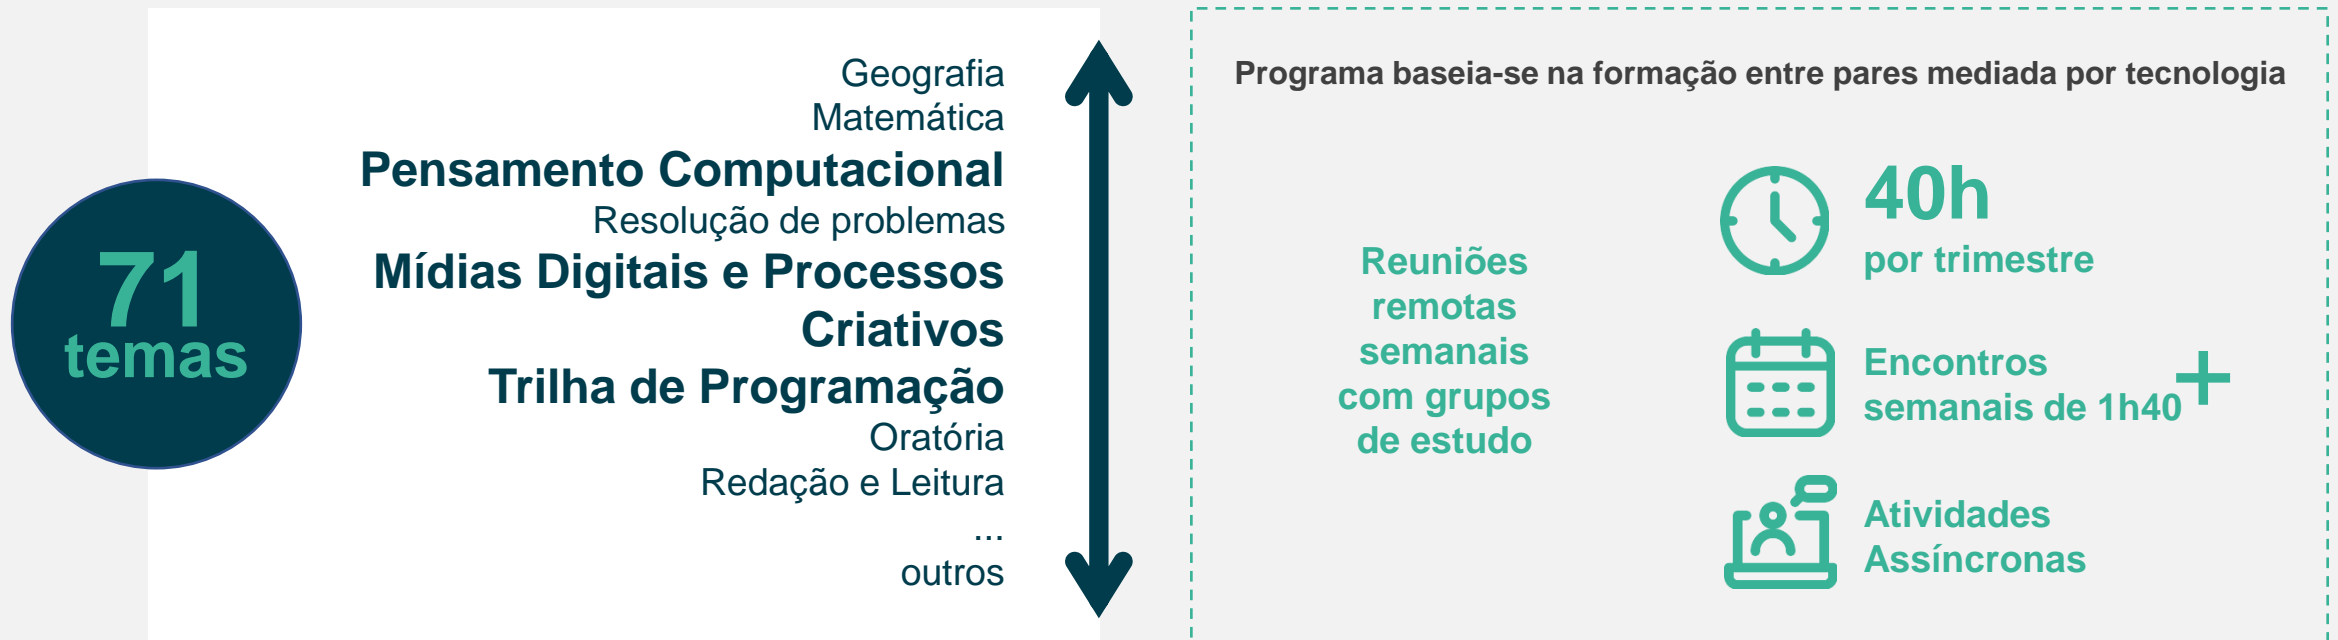 71
temas
Geografia
Matemática
Pensamento Computacional
Resolução de problemas
Mídias Digitais e Processos
Criativos
Trilha de Programação
Oratória
Redação e Leitura
...
outros
Programa baseia-se na formação entre pares mediada por tecnologia
Reuniões
remotas
semanais
com grupos
de estudo
40h
por trimestre
Encontros
semanais de 1h40
+
Atividades
Assíncronas